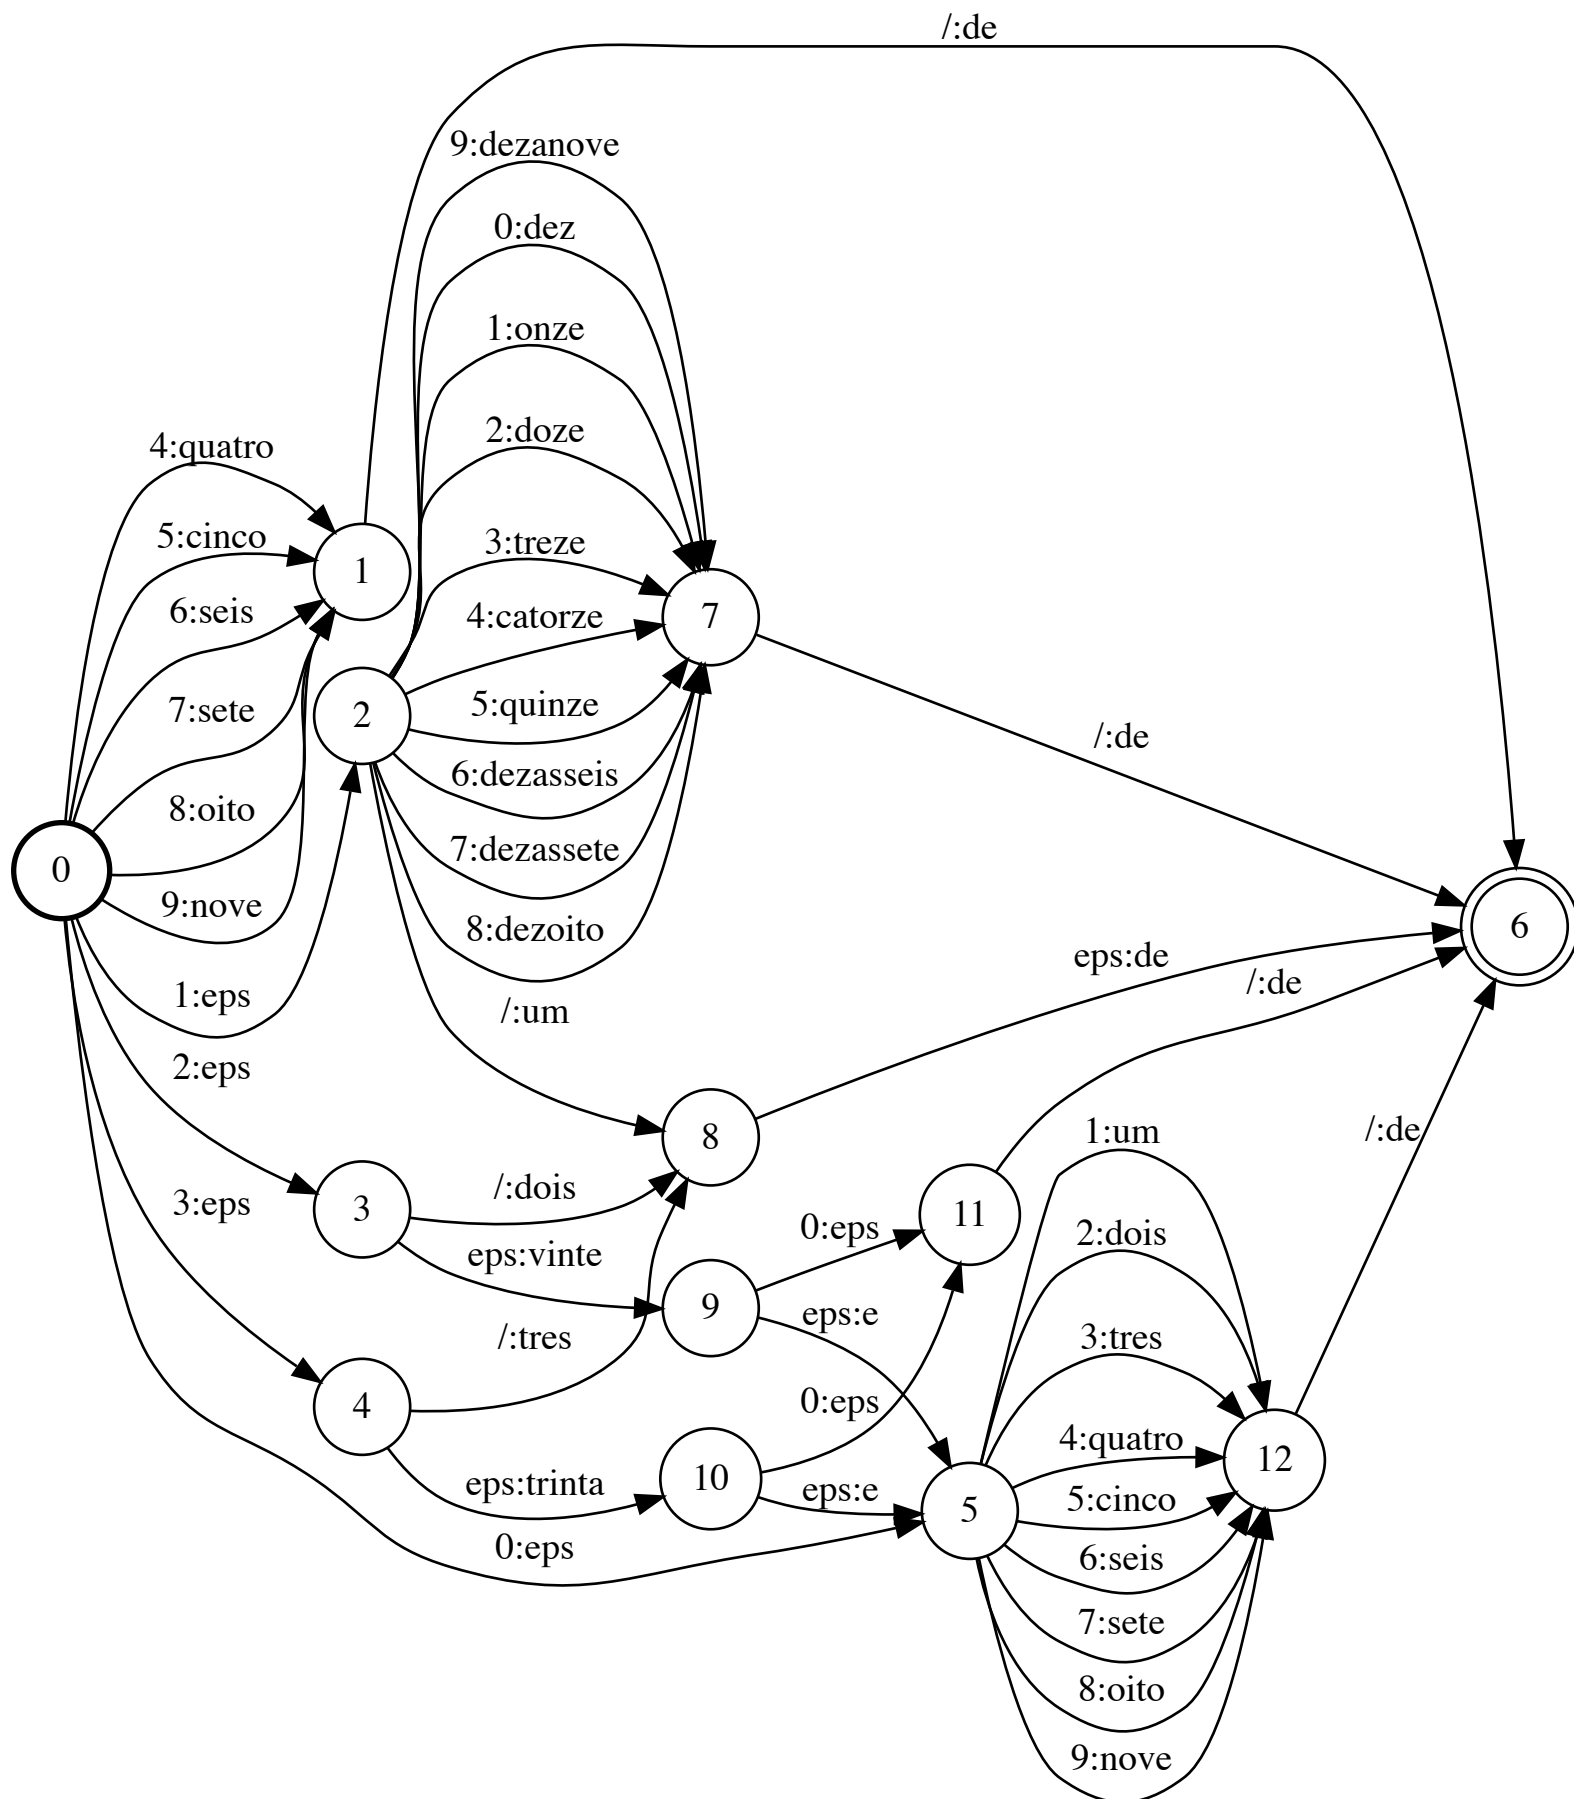 /:de
9:dezanove
0:dez
1:onze
2:doze
4:quatro
5:cinco
3:treze
1
6:seis
4:catorze
7
7:sete
2
5:quinze
/:de
6:dezasseis
8:oito
7:dezassete
0
9:nove
8:dezoito
6
eps:de
/:de
1:eps
/:um
2:eps
8
1:um
/:de
3:eps
3
/:dois
11
0:eps
2:dois
eps:vinte
9
eps:e
/:tres
3:tres
4
0:eps
4:quatro
12
eps:trinta
10
eps:e
5
5:cinco
0:eps
6:seis
7:sete
8:oito
9:nove